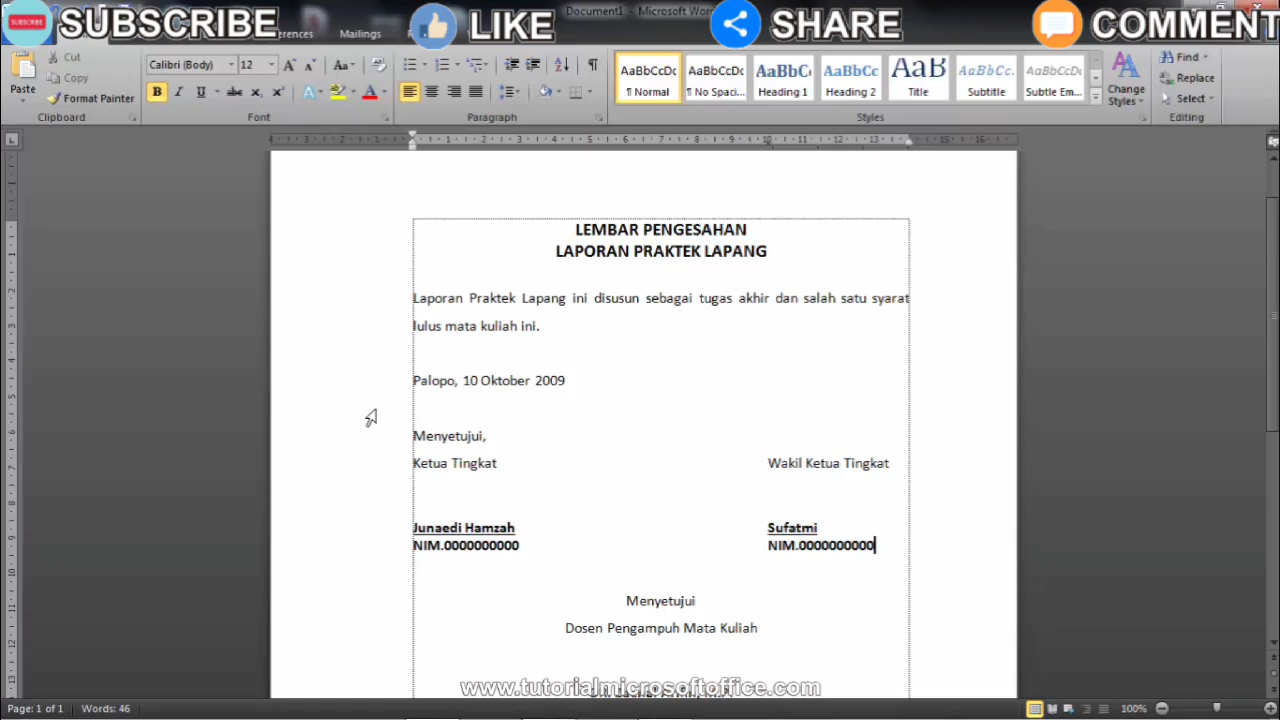 SUBSCRIBE
SUBSCRIBE
LIKE
SHARE
COMMENT
Document1 - Microsoft Word
Mailings
Cut
Copy
Format Painter
Paste
Clipboard
Calibri (Body)
12
Font
Paragraph
AaBbCcDc
AaBbCcDc
AaBbC
AaBbCc
AaB
AaBbCc.
AaBbCcDc
¶ Normal
¶ No Spaci...
Heading 1
Heading 2
Title
Subtitle
Subtle Em...
Change
Styles
Styles
Find
Replace
Select
Editing
LEMBAR PENGESAHAN
LAPORAN PRAKTEK LAPANG
Laporan Praktek Lapang ini disusun sebagai tugas akhir dan salah satu syarat
lulus mata kuliah ini.
Palopo, 10 Oktober 2009
Menyetujui,
Ketua Tingkat Wakil Ketua Tingkat
Junaedi Hamzah Sufatmi
NIM.0000000000 NIM.0000000000
Menyetujui
Dosen Pengampuh Mata Kuliah
www.tutorialmicrosoftoffice.com
Page: 1 of 1
Words: 46
100%